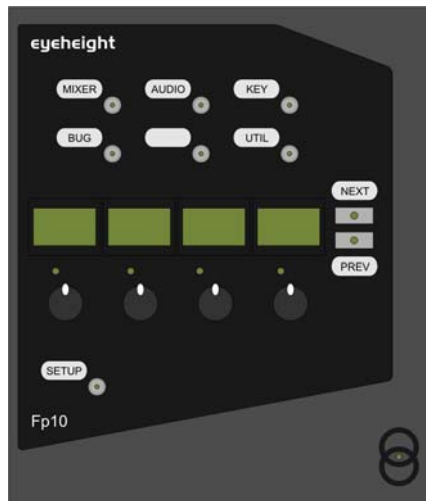 eyeheight
MIXER AUDIO KEY
BUG UTIL
NEXT
PREV
SETUP
Fp10